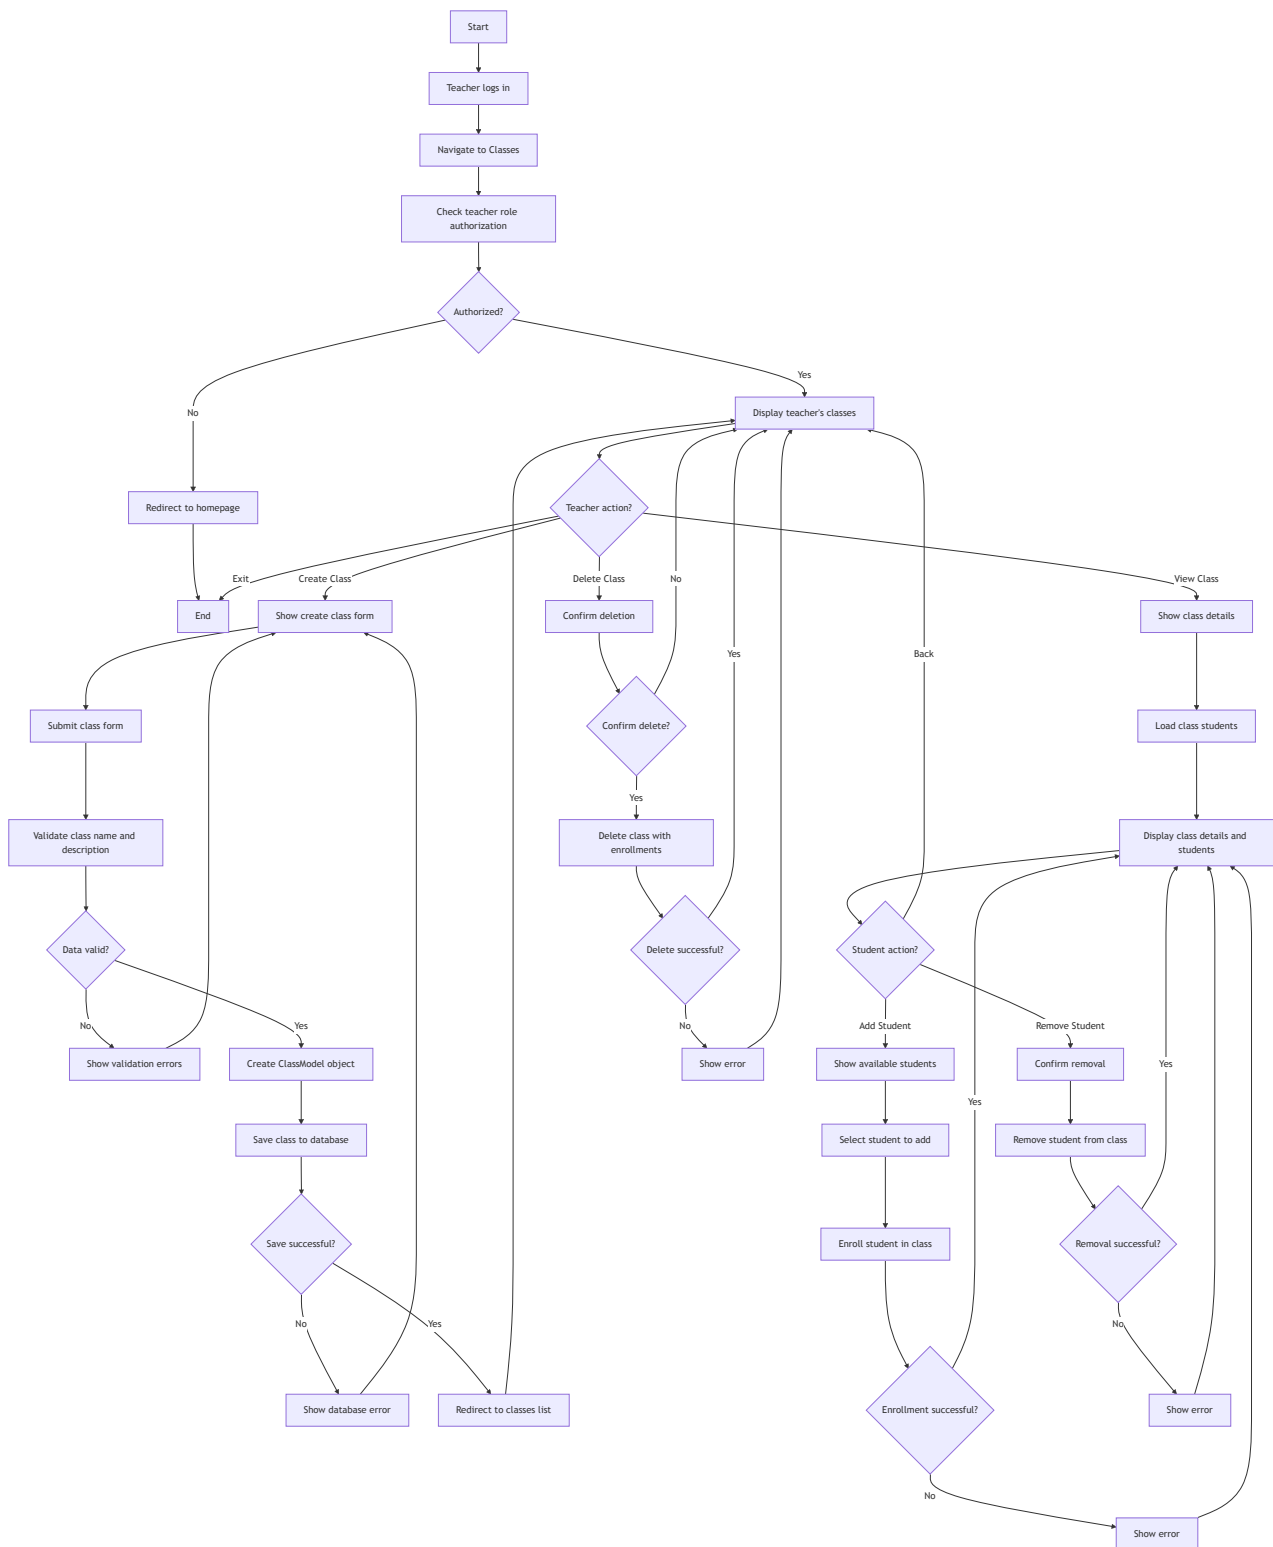 Start
Teacher logs in
Navigate to Classes
Check teacher role
authorization
Authorized?
Yes
No
Display teacher's classes
Redirect to homepage
Teacher action?
Exit
Create Class
Delete Class
No
View Class
End
Show create class form
Confirm deletion
Show class details
Yes
Back
Submit class form
Confirm delete?
Load class students
Yes
Validate class name and
description
Delete class with
enrollments
Display class details and
students
Data valid?
Delete successful?
Student action?
No
Yes
No
Add Student
Remove Student
Show validation errors
Create ClassModel object
Show error
Show available students
Confirm removal
Yes
Yes
Save class to database
Select student to add
Remove student from class
Save successful?
Enroll student in class
Removal successful?
No
Yes
No
Show database error
Redirect to classes list
Enrollment successful?
Show error
No
Show error